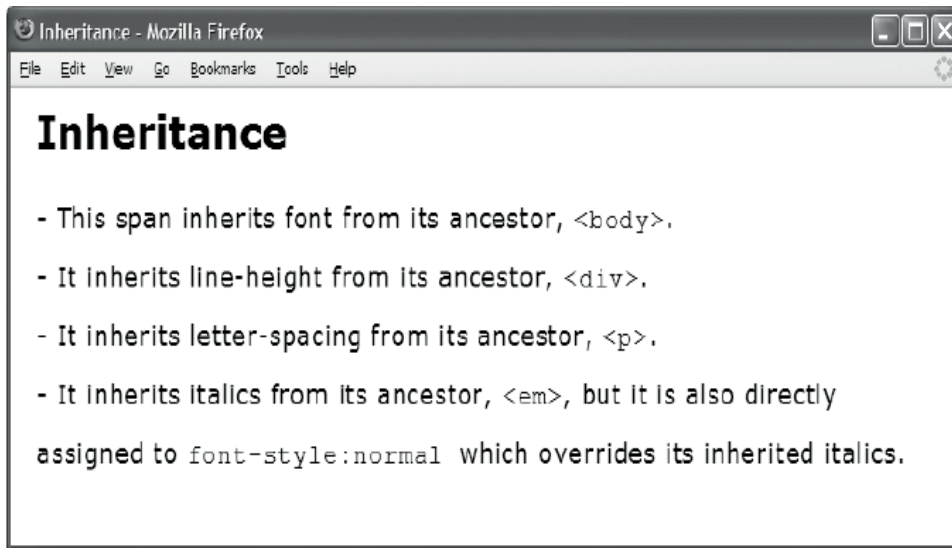 Inheritance - Mozilla Firefox
File Edit View Go Bookmarks Tools Help
Inheritance
- This span inherits font from its ancestor, <body>.
- It inherits line-height from its ancestor, <div>.
- It inherits letter-spacing from its ancestor, <p>.
- It inherits italics from its ancestor, <em>, but it is also directly
assigned to font-style:normal which overrides its inherited italics.